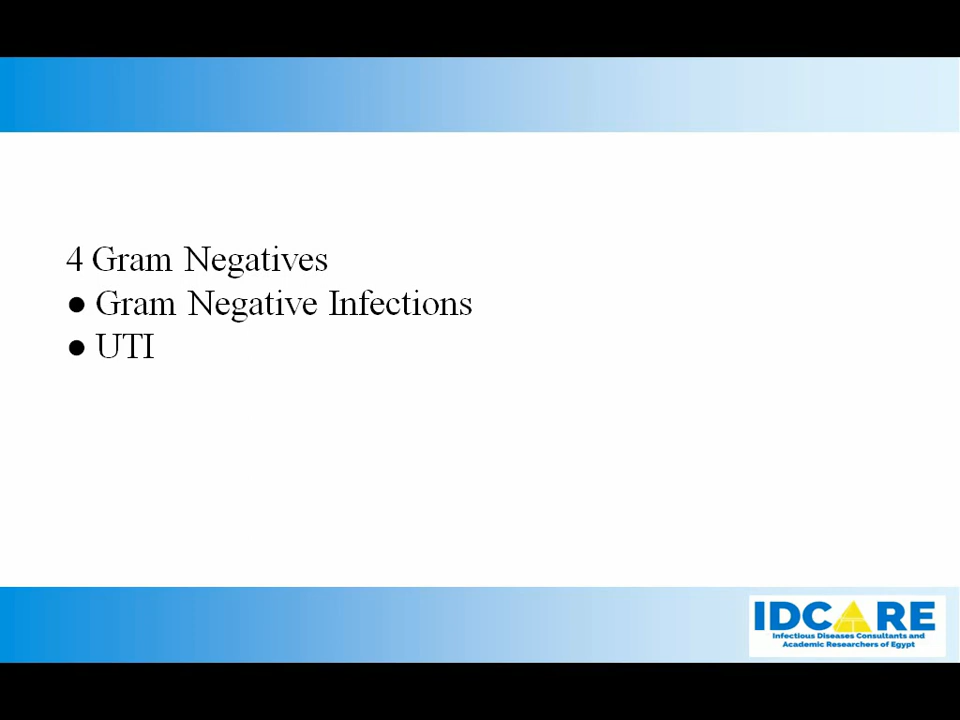 4 Gram Negatives
● Gram Negative Infections
● UTI
IDCARE
Infectious Diseases Consultants and
Academic Researchers of Egypt